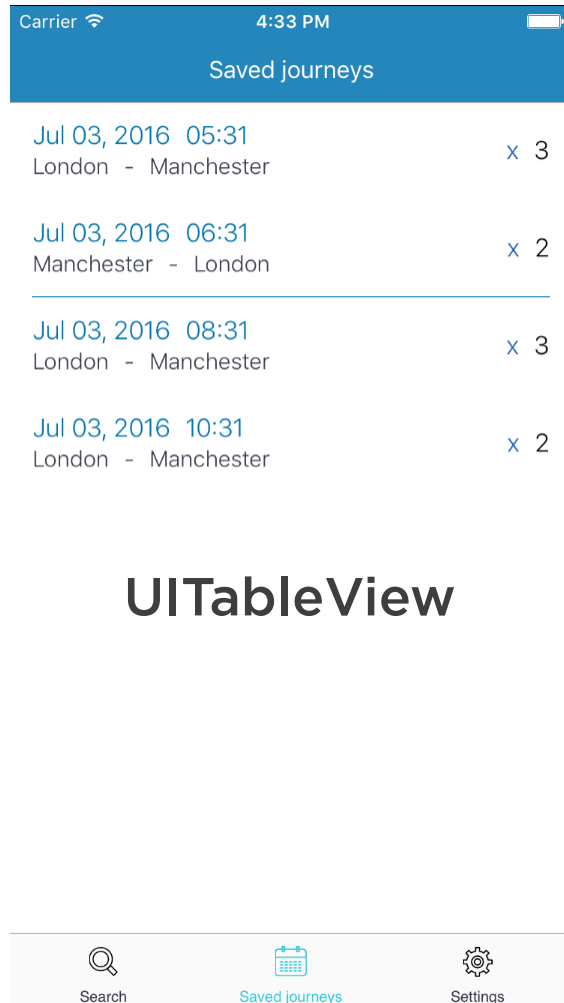 Carrier 4:33 PM
Saved journeys
Jul 03, 2016 05:31
London - Manchester
x 3
Jul 03, 2016 06:31
Manchester - London
x 2
Jul 03, 2016 08:31
London - Manchester
x 3
Jul 03, 2016 10:31
London - Manchester
x 2
UITableView
Search Saved journeys Settings